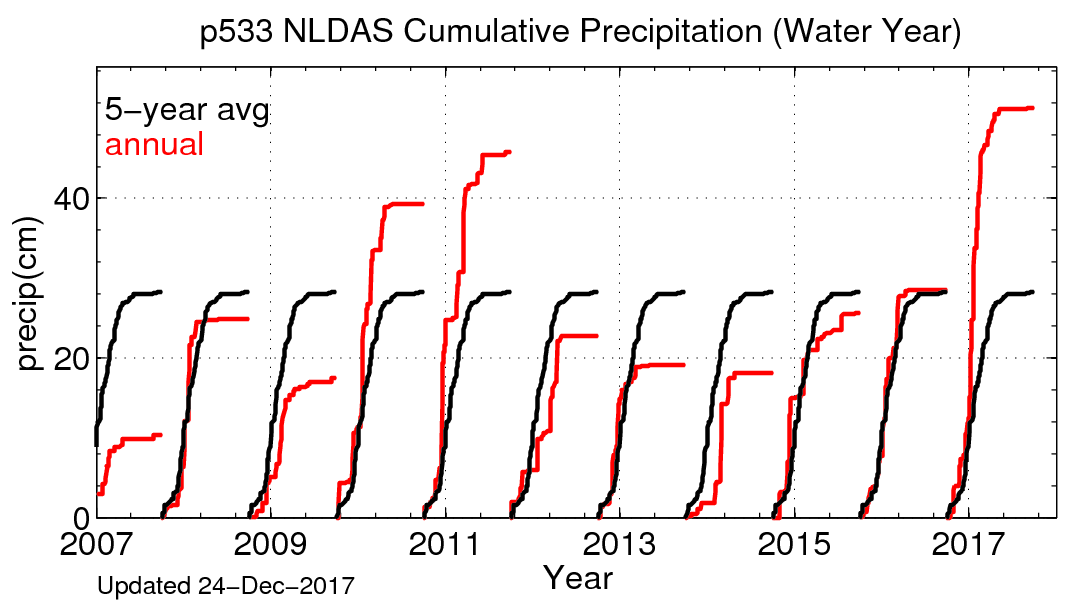 p533 NLDAS Cumulative Precipitation (Water Year)
5−year avg
annual
precip(cm)
40
20
0
2007 2009 2011 2013 2015 2017
Year
Updated 24−Dec−2017